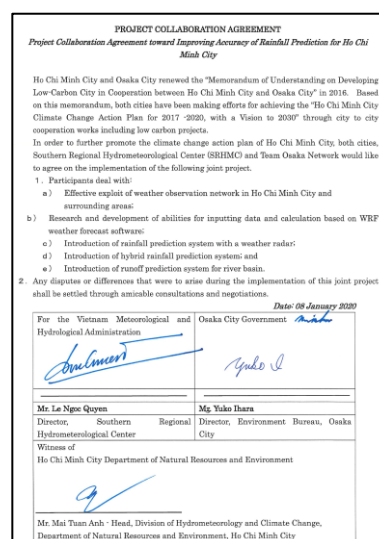 PROJECT COLLABORATION AGREEMENT
Project Collaboration Agreement toward Improving Accuracy of Rainfall Prediction for Ho Chi
Minh City
Ho Chi Minh City and Osaka City renewed the "Memorandum of Understanding on Developing
Low-Carbon City in Cooperation between Ho Chi Minh City and Osaka City" in 2016. Based
on this memorandum, both cities have been making efforts for achieving the "Ho Chi Minh City
Climate Change Action Plan for 2017 -2020, with a Vision to 2030" through city to city
cooperation works including low carbon projects.
In order to further promote the climate change action plan of Ho Chi Minh City, both cities,
Southern Regional Hydrometeorological Center (SRHMC) and Team Osaka Network would like
to agree on the implementation of the following joint project.
1. Participants deal with:
a) Effective exploit of weather observation network in Ho Chi Minh City and
surrounding areas;
b) Research and development of abilities for inputting data and calculation based on WRF
weather forecast software;
c) Introduction of rainfall prediction system with a weather radar;
d) Introduction of hybrid rainfall prediction system; and
e) Introduction of runoff prediction system for river basin.
2. Any disputes or differences that were to arise during the implementation of this joint project
shall be settled through amicable consultations and negotiations.
Date: 08 January 2020
For the Vietnam Meteorological and
Hydrological Administration
Osaka City Government
Mr. Le Ngoc Quyen
Director, Southern Regional
Hydrometerological Center
Mg. Yuko Ihara
Director, Environment Bureau, Osaka
City
Witness of
Ho Chi Minh City Department of Natural Resources and Environment
Mr. Mai Tuan Anh - Head, Division of Hydrometeorology and Climate Change,
Department of Natural Resources and Environment, Ho Chi Minh City